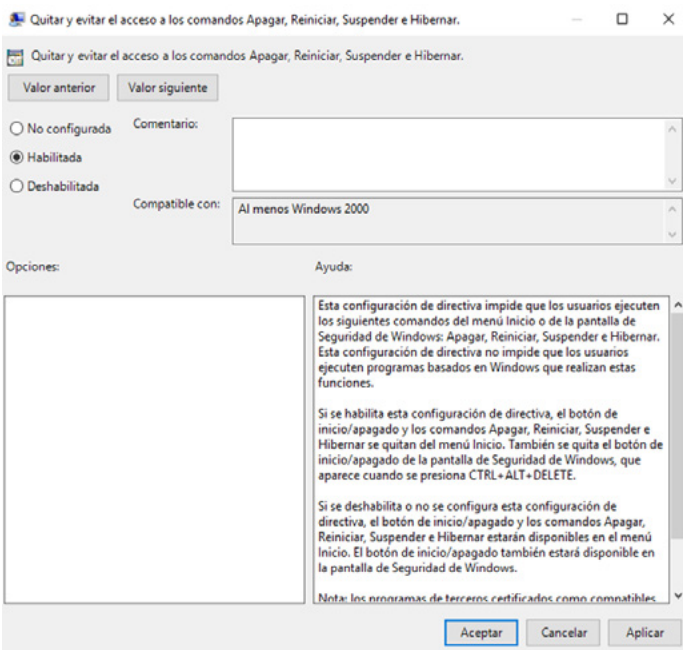 Quitar y evitar el acceso a los comandos Apagar, Reiniciar, Suspender e Hibernar.
Quitar y evitar el acceso a los comandos Apagar, Reiniciar, Suspender e Hibernar.
Valor anterior
Valor siguiente
No configurada
Habilitada
Deshabilitada
Comentario:
Compatible con:
Al menos Windows 2000
Opciones:
Ayuda:
Esta configuración de directiva impide que los usuarios ejecuten
los siguientes comandos del menú Inicio o de la pantalla de
Seguridad de Windows: Apagar, Reiniciar, Suspender e Hibernar.
Esta configuración de directiva no impide que los usuarios
ejecuten programas basados en Windows que realizan estas
funciones.
Si se habilita esta configuración de directiva, el botón de
inicio/apagado y los comandos Apagar, Reiniciar, Suspender e
Hibernar se quitan del menú Inicio. También se quita el botón de
inicio/apagado de la pantalla de Seguridad de Windows, que
aparece cuando se presiona CTRL+ALT+DELETE.
Si se deshabilita o no se configura esta configuración de
directiva, el botón de inicio/apagado y los comandos Apagar,
Reiniciar, Suspender e Hibernar estarán disponibles en el menú
Inicio. El botón de inicio/apagado también estará disponible en
la pantalla de Seguridad de Windows.
Nota: los programas de terceros certificados como compatibles
Aceptar
Cancelar
Aplicar